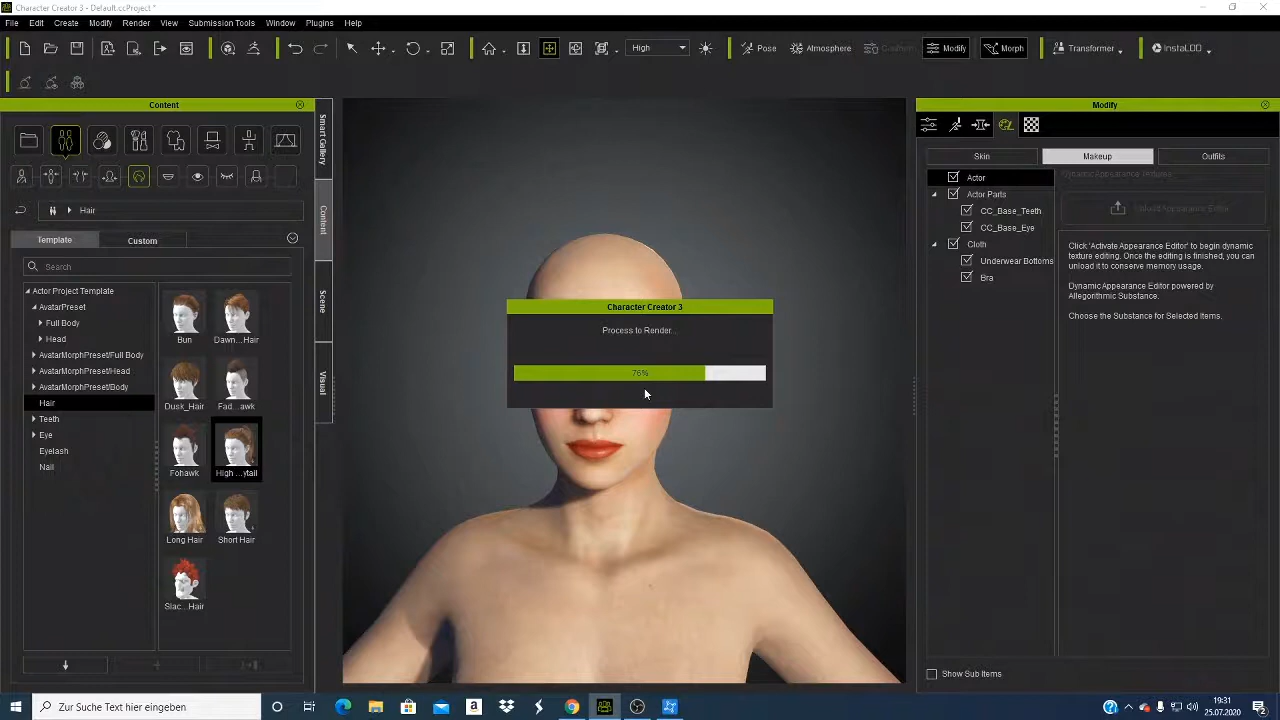 Character Creator 3 - Default.ccProject *
File Edit Create Modify Render View Submission Tools Window Plugins Help
High Pose Atmosphere Modify Morph Transformer InstaLOD
Content
Smart Gallery
Content
Scene
Visual
Hair
Template Custom
Search
Actor Project Template
AvatarPreset
Full Body
Head
AvatarMorphPreset/Full Body
AvatarMorphPreset/Head
AvatarMorphPreset/Body
Hair
Teeth
Eye
Eyelash
Nail
Bun Dawn... Hair
Dusk_Hair Fad...awk
Fohawk High ...ytail
Long Hair Short Hair
Slac...Hair
Character Creator 3
Process to Render...
76%
Modify
Skin Makeup Outfits
Actor
Actor Parts
CC_Base_Teeth
CC_Base_Eye
Cloth
Underwear Bottoms
Bra
Dynamic Appearance Textures
Click 'Activate Appearance Editor' to begin dynamic
texture editing. Once the editing is finished, you can
unload it to conserve memory usage.
Dynamic Appearance Editor powered by
Allegorithmic Substance.
Choose the Substance for Selected Items.
Show Sub Items
Zur Suche Text hier eingeben
19:31
25.07.2020